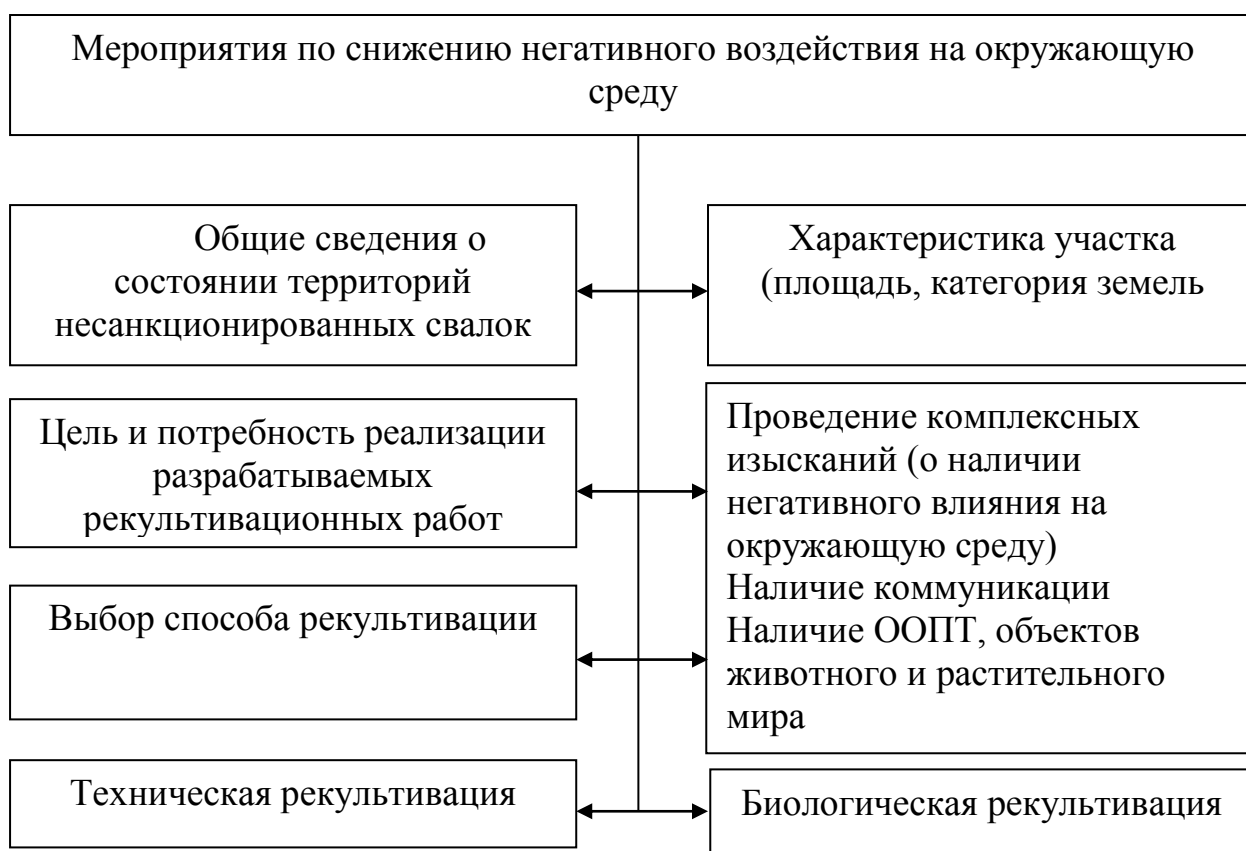 Мероприятия по снижению негативного воздействия на окружающую
среду
Общие сведения о
состоянии территорий
несанкционированных свалок
Характеристика участка
(площадь, категория земель
Цель и потребность реализации
разрабатываемых
рекультивационных работ
Проведение комплексных
изысканий (о наличии
негативного влияния на
окружающую среду)
Наличие коммуникации
Наличие ООПТ, объектов
животного и растительного
мира
Выбор способа рекультивации
Техническая рекультивация
Биологическая рекультивация